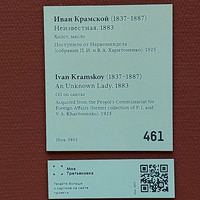 Иван Крамской (1837–1887)
Неизвестная. 1883
Холст, масло
Поступило от Наркоминдела
(собрание П. И. и В. А. Харитоненко). 1925
Ivan Kramskoy (1837–1887)
An Unknown Lady. 1883
Oil on canvas
Acquired from the People's Commissariat for
Foreign Affairs (former collection of P. I. and
V. A. Kharitonenko). 1925
461
Моя
Третьяковка